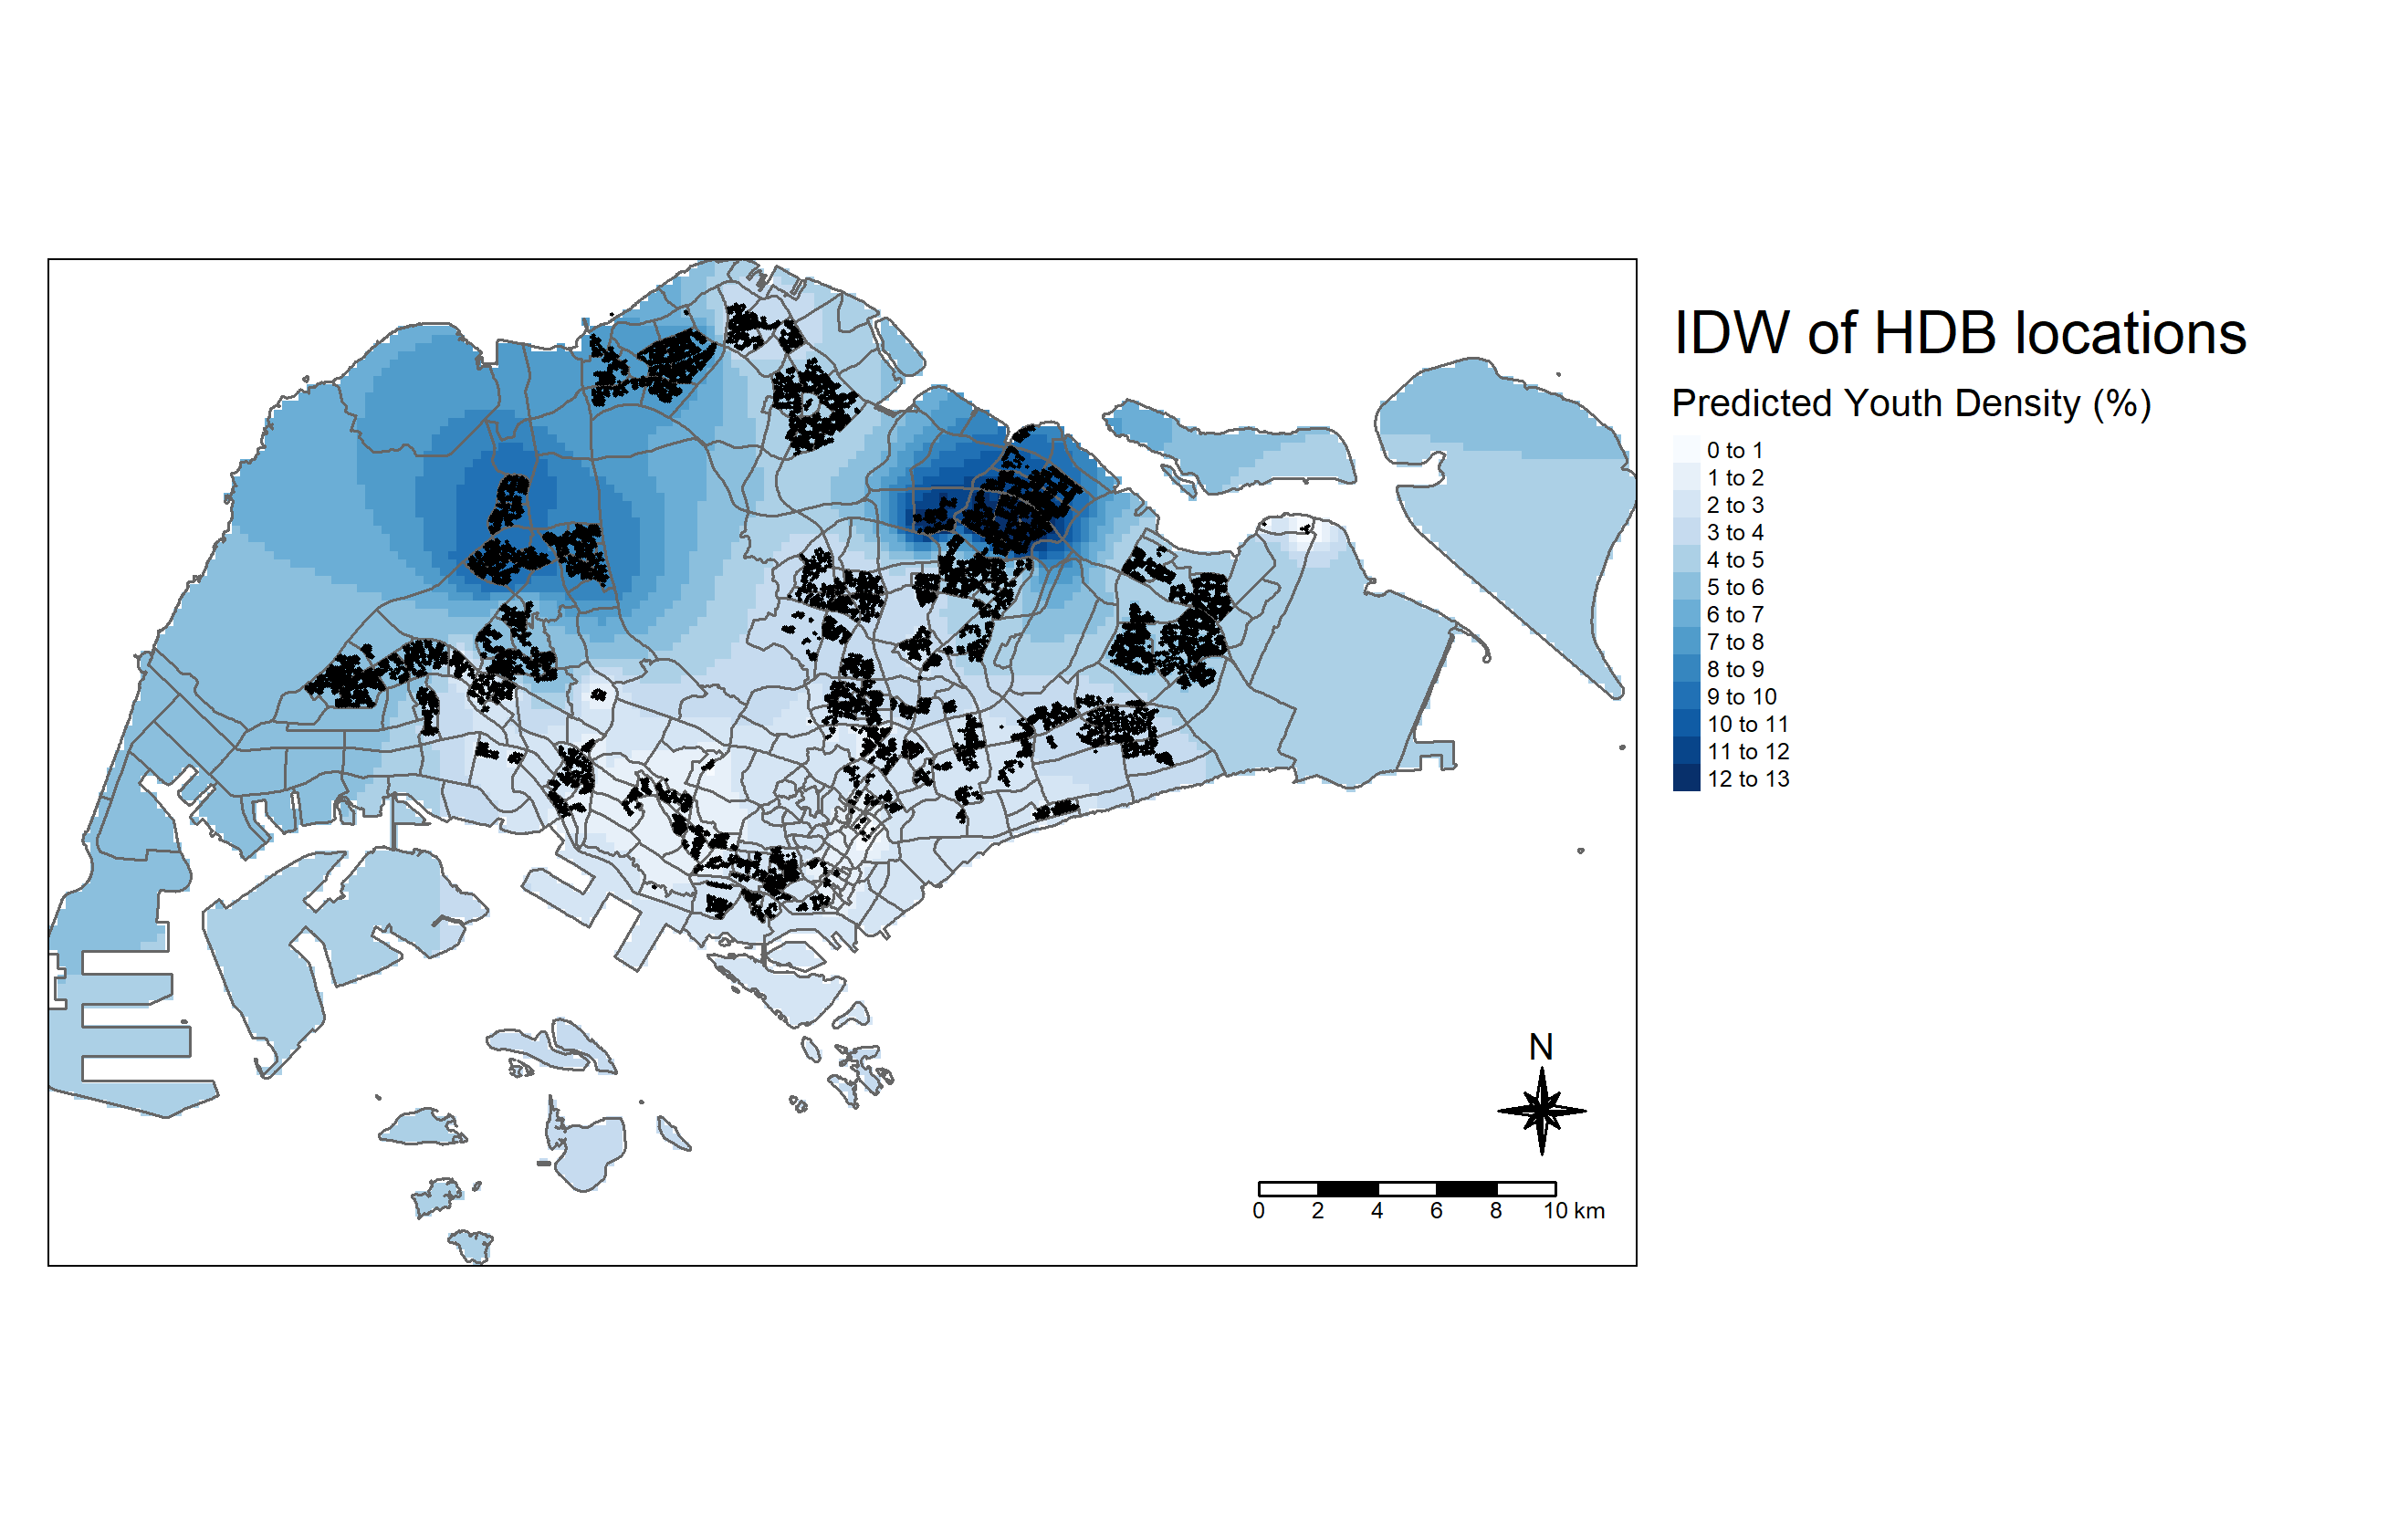 IDW of HDB locations
Predicted Youth Density (%)
0 to 1
1 to 2
2 to 3
3 to 4
4 to 5
5 to 6
6 to 7
7 to 8
8 to 9
9 to 10
10 to 11
11 to 12
12 to 13
N
0 2 4 6 8 10 km